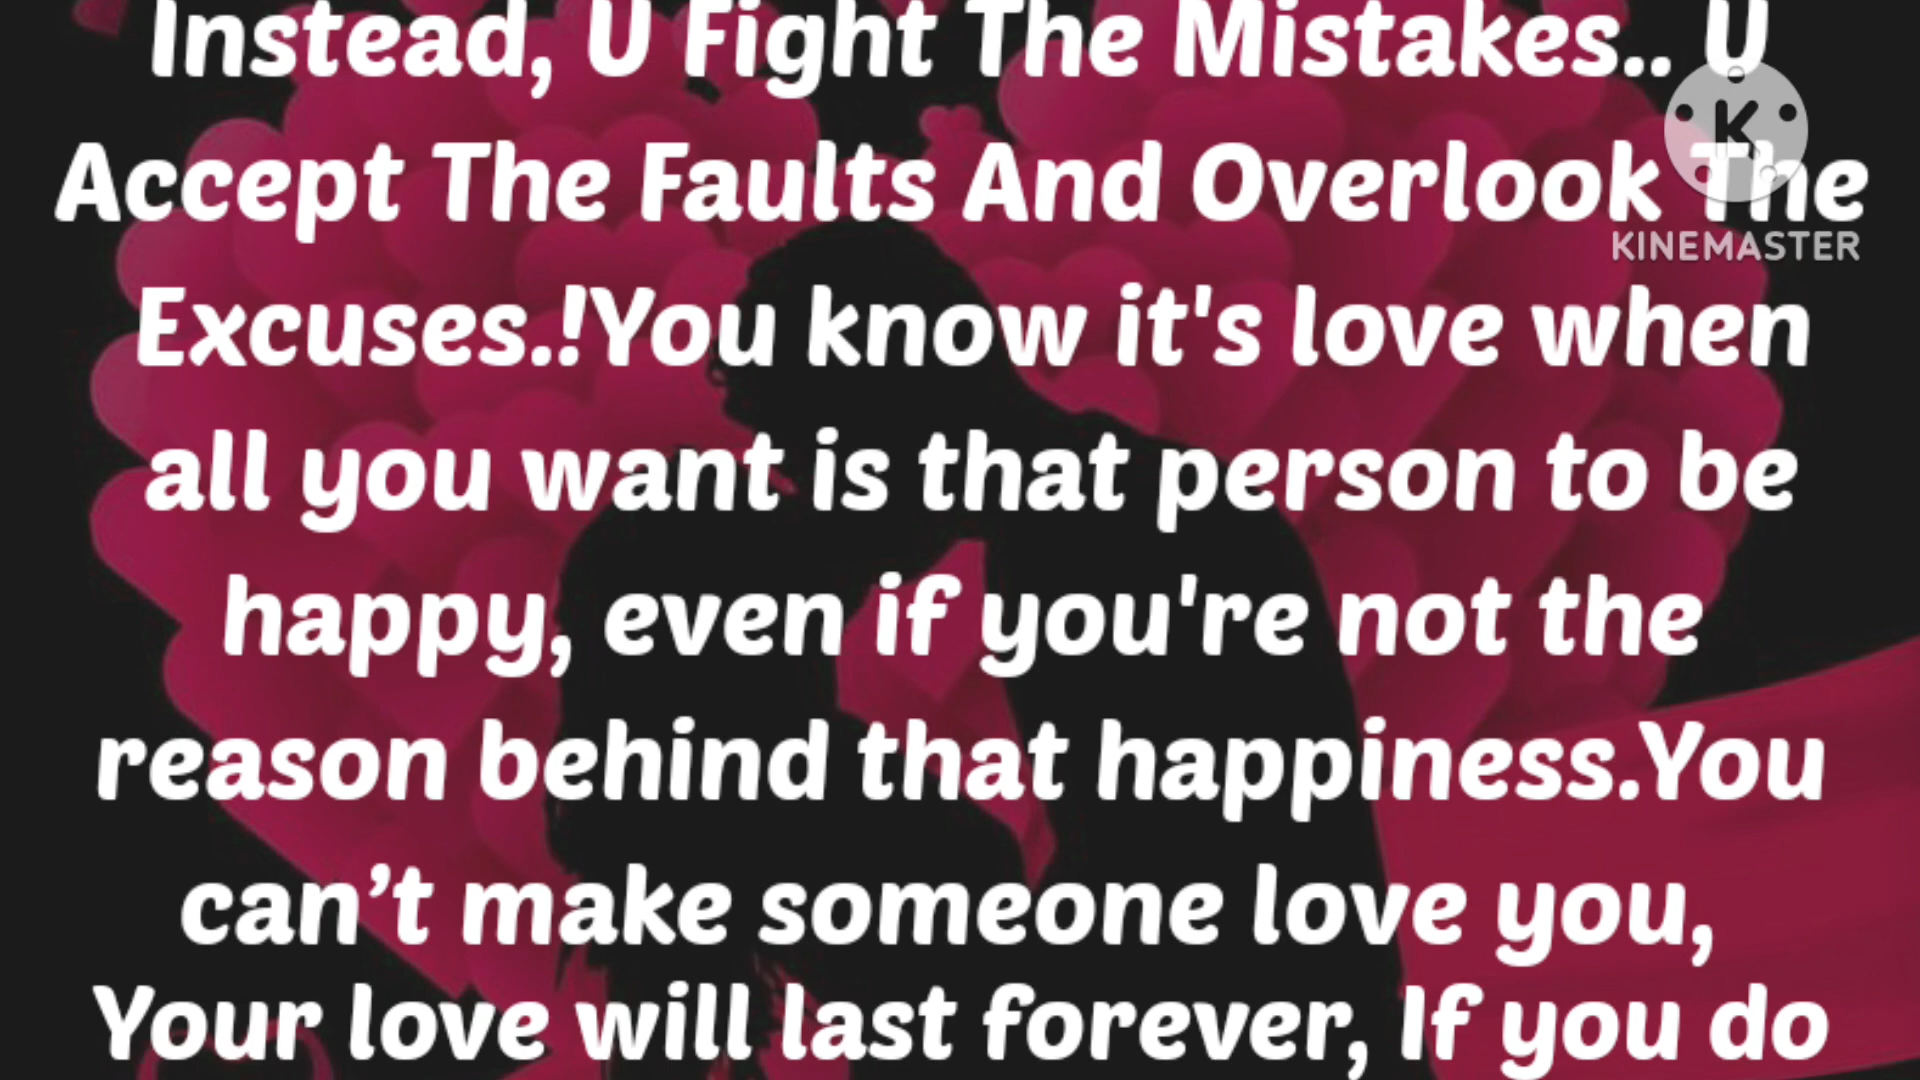 Instead, U Fight The Mistakes.. U
Accept The Faults And Overlook The
Excuses.!You know it's love when
all you want is that person to be
happy, even if you're not the
reason behind that happiness.You
can’t make someone love you,
Your love will last forever, If you do
K
KINEMASTER